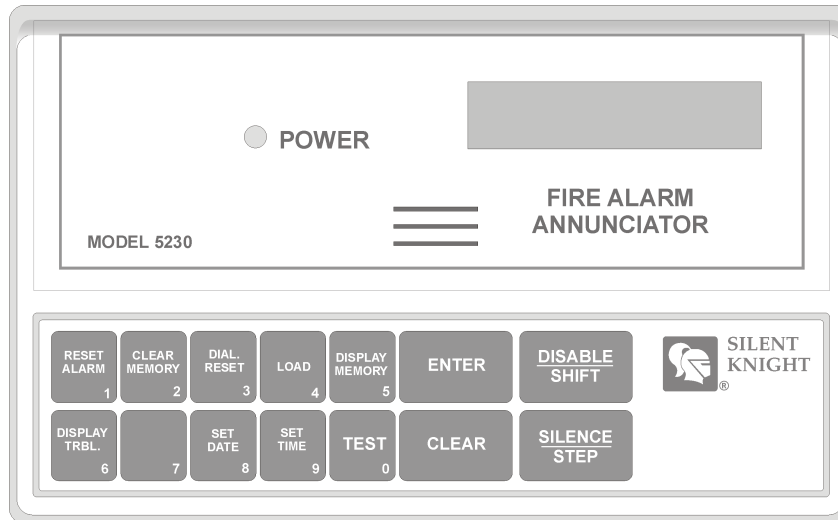 POWER
FIRE ALARM
ANNUNCIATOR
MODEL 5230
RESET
ALARM
1
CLEAR
MEMORY
2
DIAL.
RESET
3
LOAD
4
DISPLAY
MEMORY
5
ENTER
DISABLE
SHIFT
SILENT
KNIGHT
®
DISPLAY
TRBL.
6
7
SET
DATE
8
SET
TIME
9
TEST
0
CLEAR
SILENCE
STEP